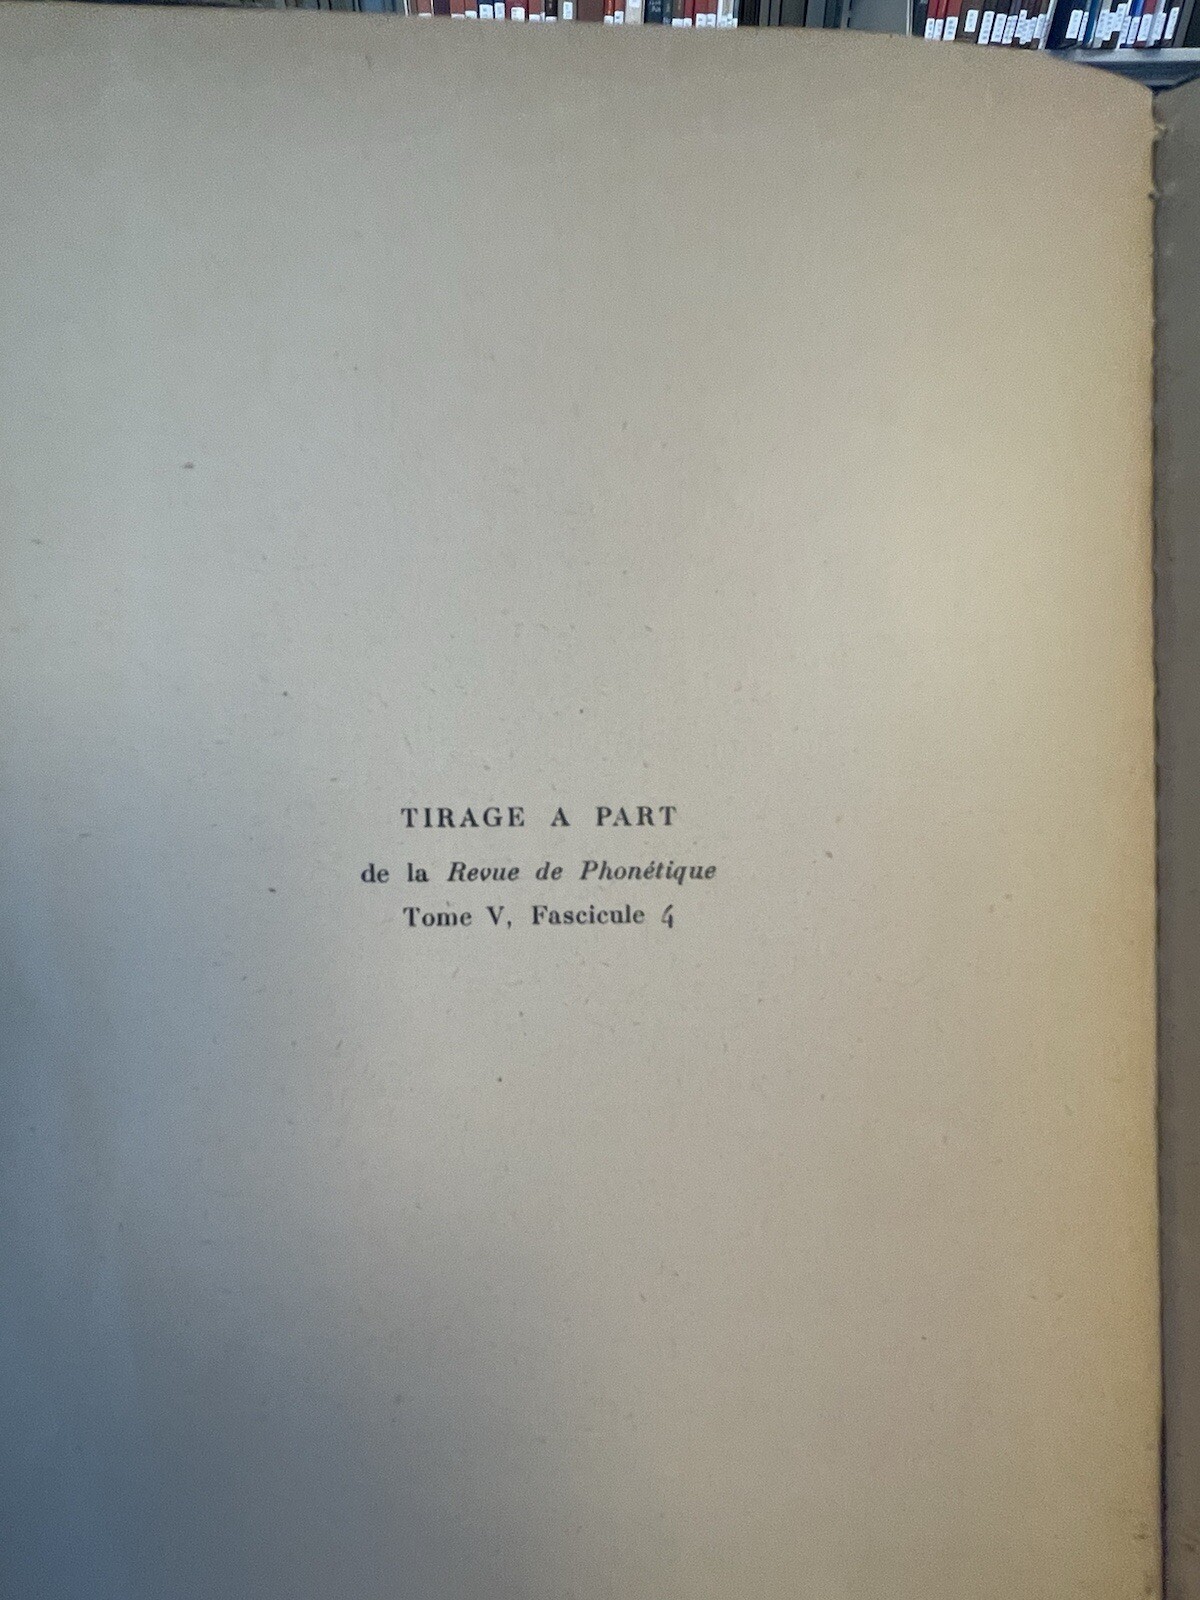 TIRAGE A PART
de la Revue de Phonétique
Tome V, Fascicule 4